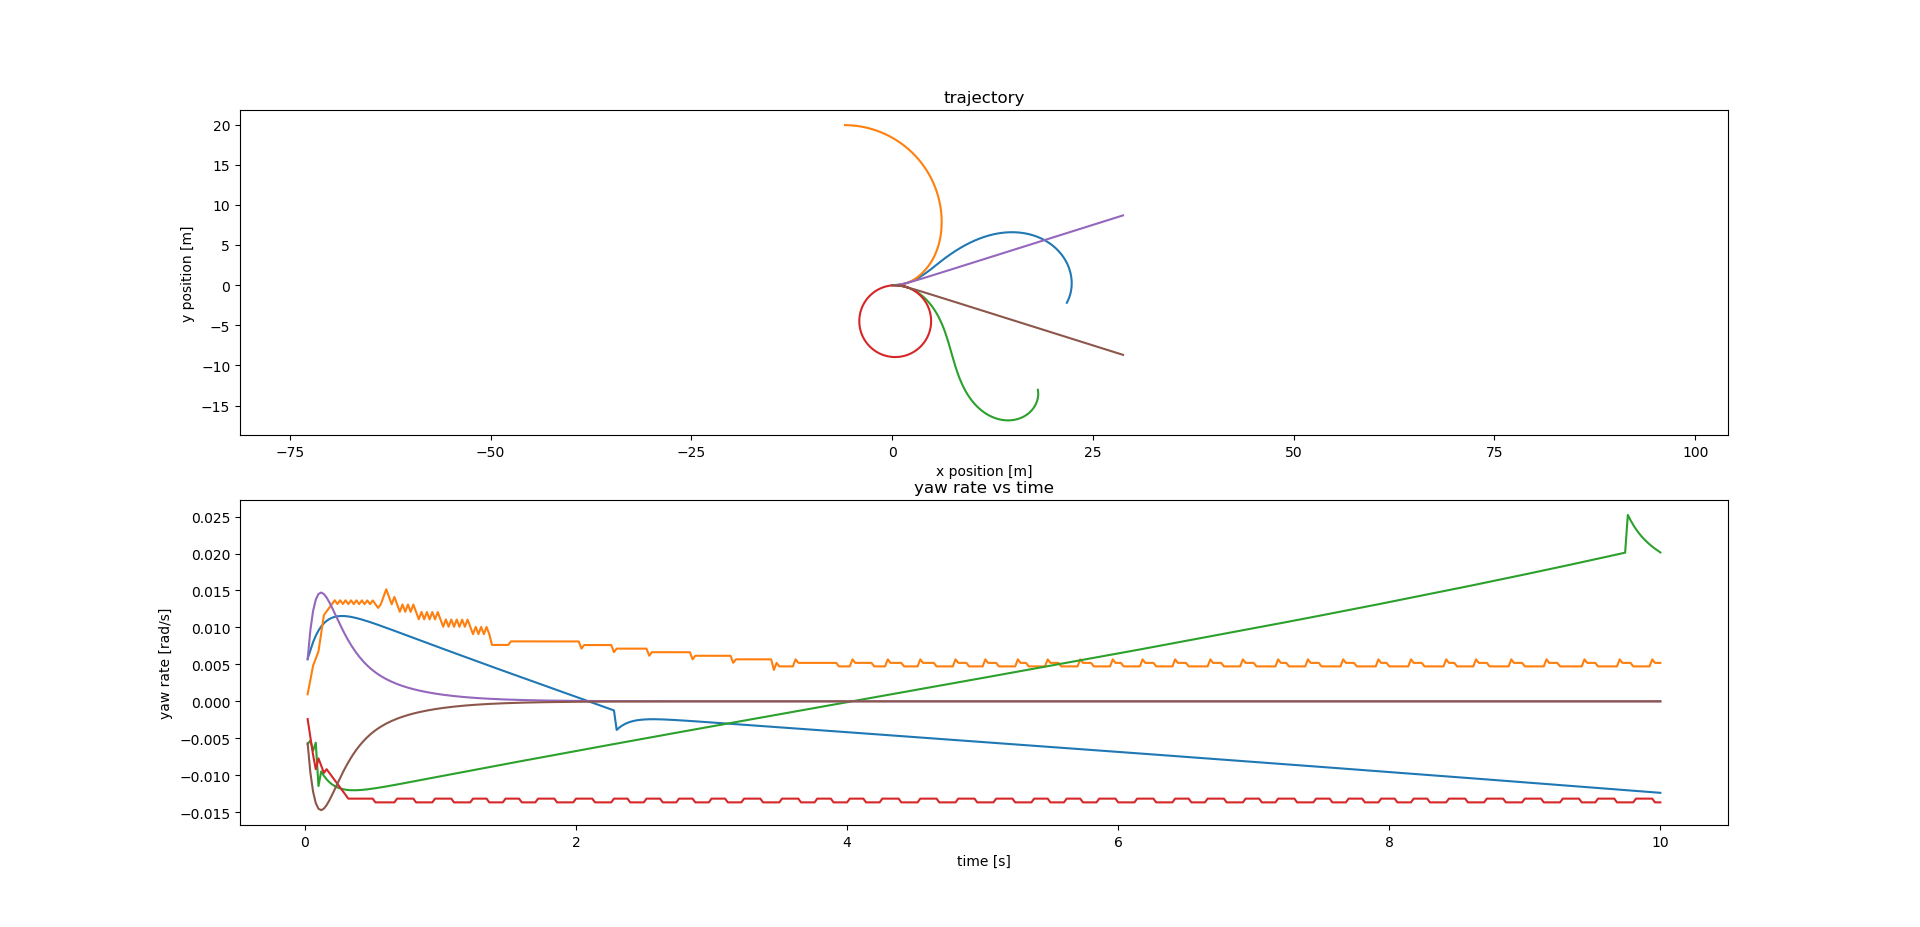 trajectory
20
15
10
5
0
−5
−10
−15
y position [m]
−75 −50 −25 0 25 50 75 100
x position [m]
yaw rate vs time
0.025
0.020
0.015
0.010
0.005
0.000
−0.005
−0.010
−0.015
yaw rate [rad/s]
0 2 4 6 8 10
time [s]